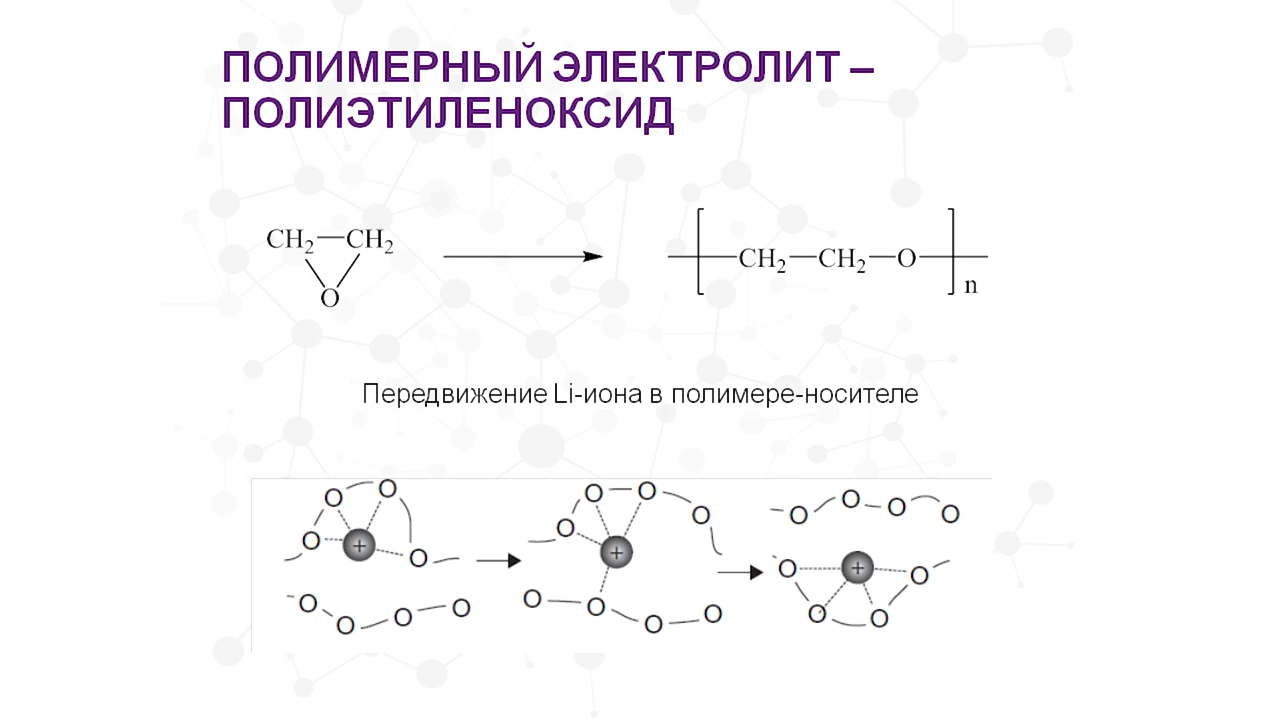 ПОЛИМЕРНЫЙ ЭЛЕКТРОЛИТ –
ПОЛИЭТИЛЕНОКСИД
CH2—CH2
O
CH2—CH2—O
n
Передвижение Li-иона в полимере-носителе
O O O O +
O O O O
O O O O +
O O O O
O O O O
O O O O +